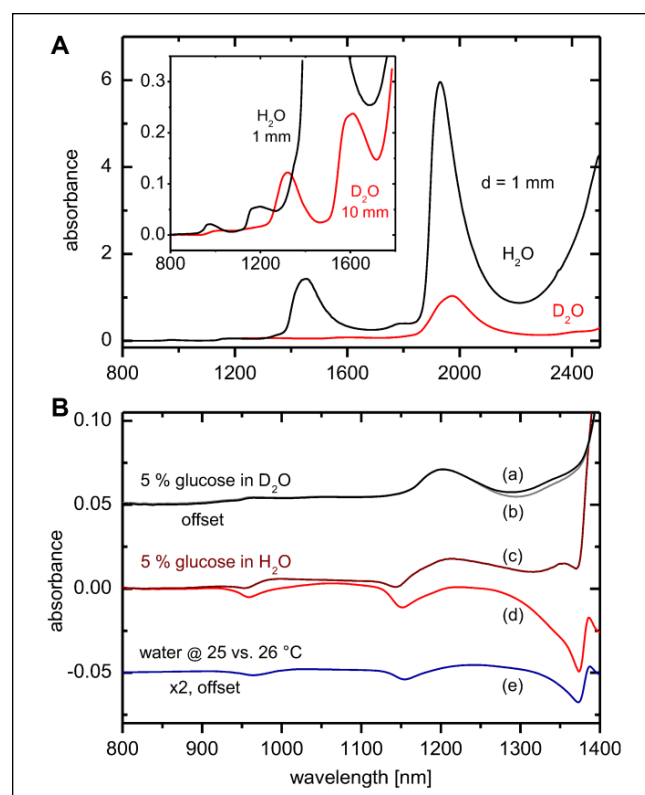 A
6
4
2
0
absorbance
0.3
0.2
0.1
0.0
H₂O
1 mm
D₂O
10 mm
800 1200 1600
d = 1 mm
H₂O
D₂O
800 1200 1600 2000 2400
B
0.10
0.05
0.00
-0.05
absorbance
5 % glucose in D₂O
offset
(a)
(b)
5 % glucose in H₂O
(c)
(d)
water @ 25 vs. 26 °C
x2, offset
(e)
800 900 1000 1100 1200 1300 1400
wavelength [nm]